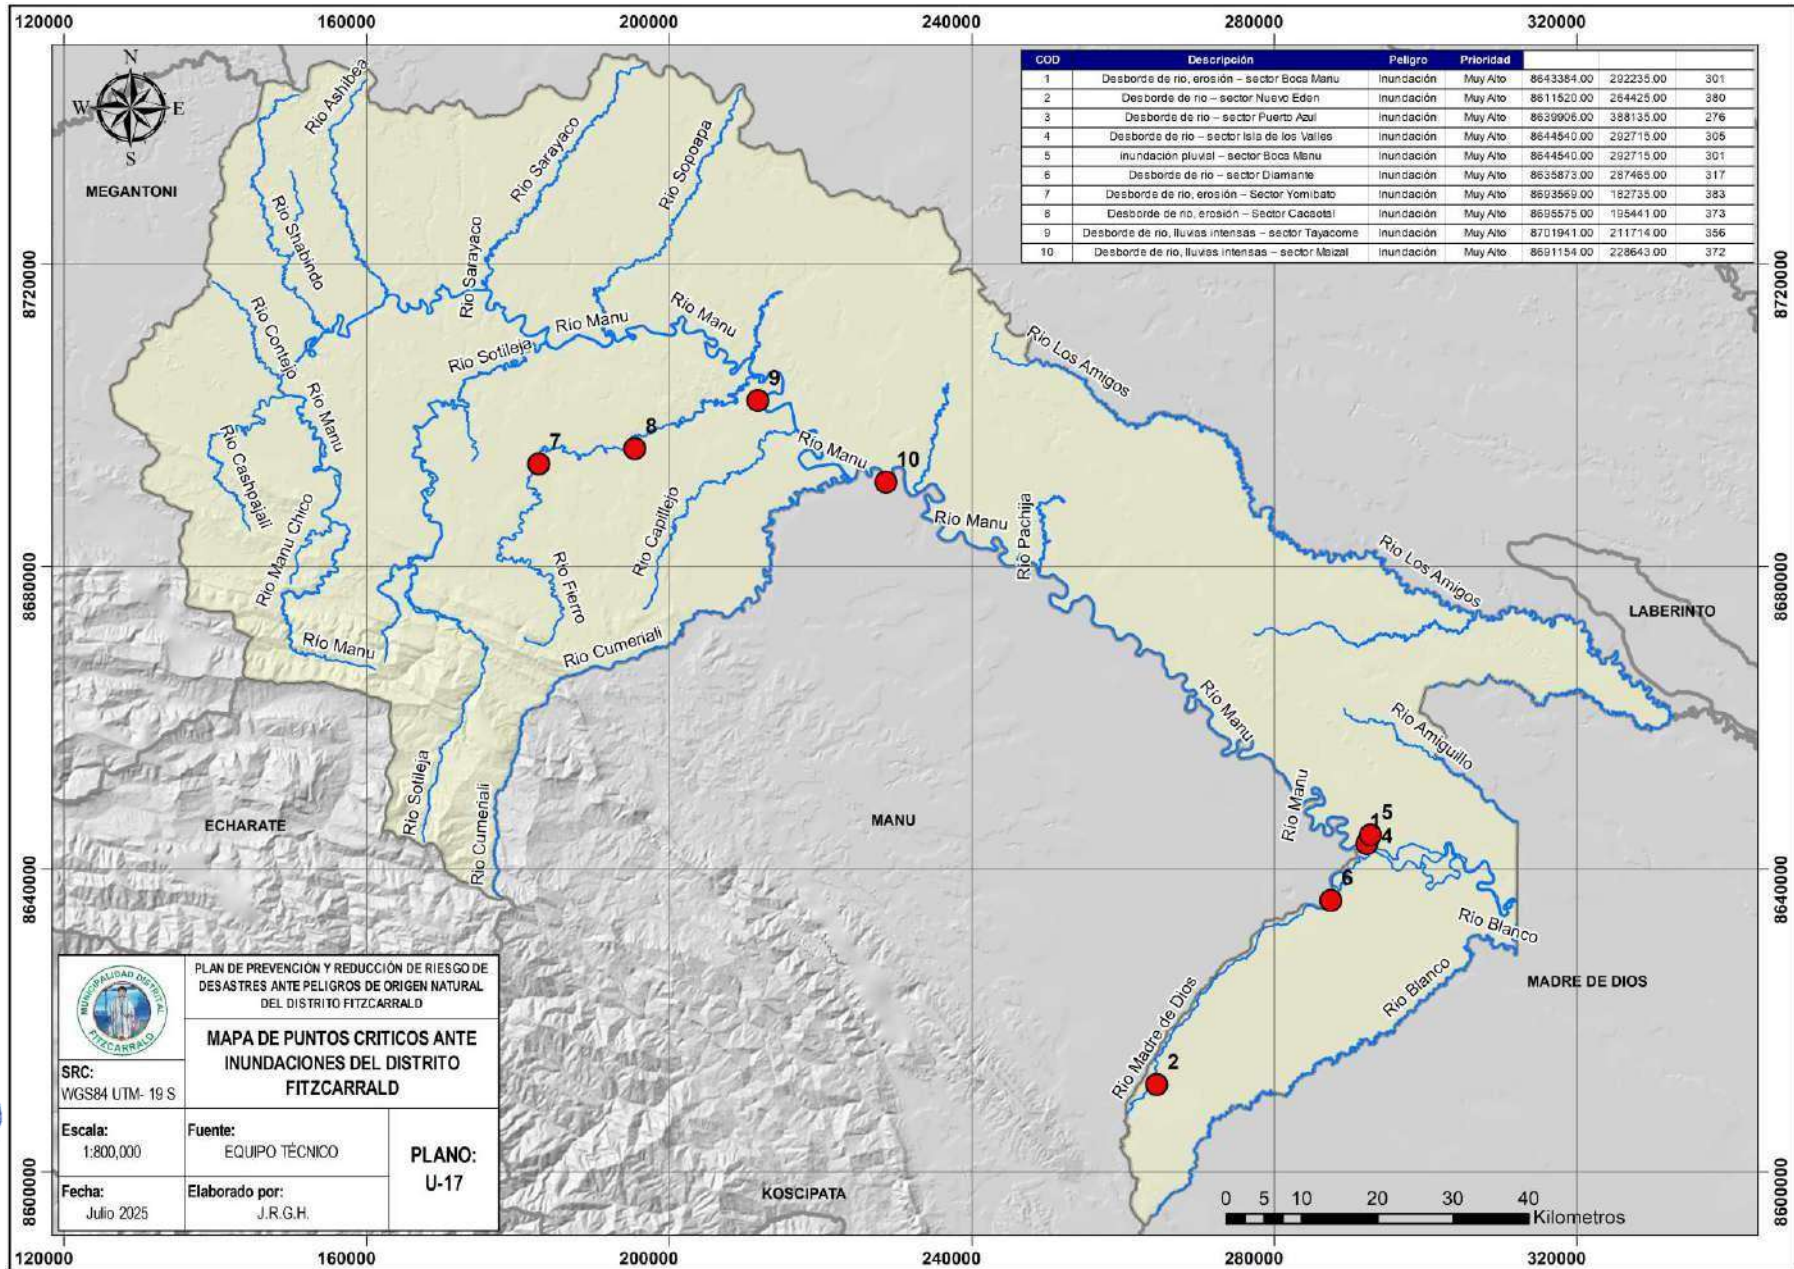 120000 160000 200000 240000 280000 320000
N
W E
S
COD Descripción Peligro Prioridad
1 Desborde de rio, erosión – sector Boca Manu Inundación Muy Alto 8643384.00 292235.00 301
2 Desborde de rio – sector Nuevo Eden Inundación Muy Alto 8611520.00 264425.00 380
3 Desborde de rio – sector Puerto Azul Inundación Muy Alto 8639906.00 388135.00 276
4 Desborde de rio – sector Isla de los Valles Inundación Muy Alto 8644540.00 292715.00 305
5 inundación pluvial – sector Boca Manu Inundación Muy Alto 8644540.00 292715.00 301
6 Desborde de rio – sector Diamante Inundación Muy Alto 8635873.00 287465.00 317
7 Desborde de rio, erosión – Sector Yomibato Inundación Muy Alto 8693569.00 182735.00 383
8 Desborde de rio, erosión – Sector Cacaotal Inundación Muy Alto 8695575.00 195441.00 373
9 Desborde de rio, lluvias intensas – sector Tayacome Inundación Muy Alto 8701941.00 211714.00 356
10 Desborde de rio, lluvias intensas – sector Maizal Inundación Muy Alto 8691154.00 228643.00 372
MEGANTONI
Rio Ashibea
Rio Sarayaco
Rio Sopoapa
Rio Shabindo
Rio Sarayaco
8720000
8720000
Rio Contejo
Rio Manu
Rio Manu
Rio Sotileja
Rio Los Amigos
9
Rio Manu
8
7
Rio Manu
10
Rio Cashpajali
Rio Manu Chico
Rio Capillejo
Rio Manu
Rio Pachija
Rio Los Amigos
8680000
8680000
Rio Fierro
LABERINTO
Rio Manu
Rio Cumeriali
Rio Manu
Rio Amiguillo
Rio Sotileja
Rio Cumeriali
Rio Manu
ECHARATE
MANU
5
1
4
8640000
8640000
6
Rio Blanco
Rio Blanco
MADRE DE DIOS
Rio Madre de Dios
2
MUNICIPALIDAD DISTRITAL
FITZCARRALD
PLAN DE PREVENCIÓN Y REDUCCIÓN DE RIESGO DE
DESASTRES ANTE PELIGROS DE ORIGEN NATURAL
DEL DISTRITO FITZCARRALD
MAPA DE PUNTOS CRITICOS ANTE
INUNDACIONES DEL DISTRITO
FITZCARRALD
SRC:
WGS84 UTM- 19 S
Escala:
1:800,000
Fuente:
EQUIPO TÉCNICO
PLANO:
U-17
Fecha:
Julio 2025
Elaborado por:
J.R.G.H.
KOSCIPATA
8600000
8600000
0 5 10 20 30 40
Kilometros
120000 160000 200000 240000 280000 320000